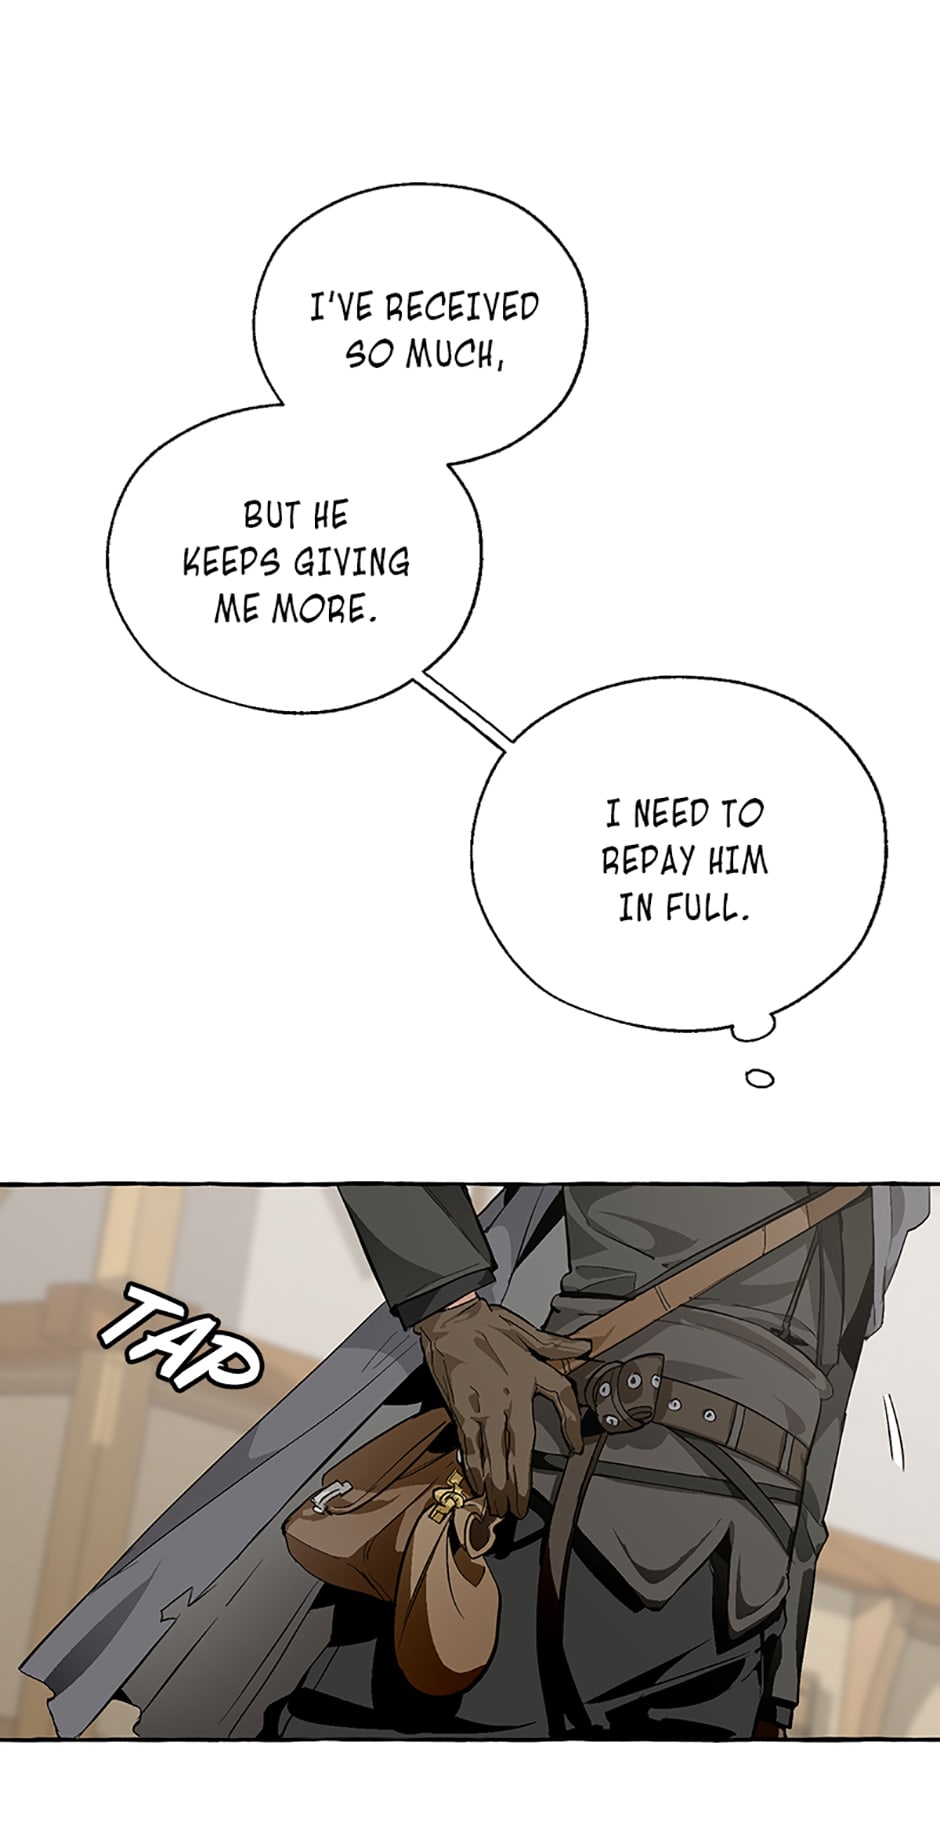 I'VE RECEIVED
SO MUCH,
BUT HE
KEEPS GIVING
ME MORE.
I NEED TO
REPAY HIM
IN FULL.
TAP